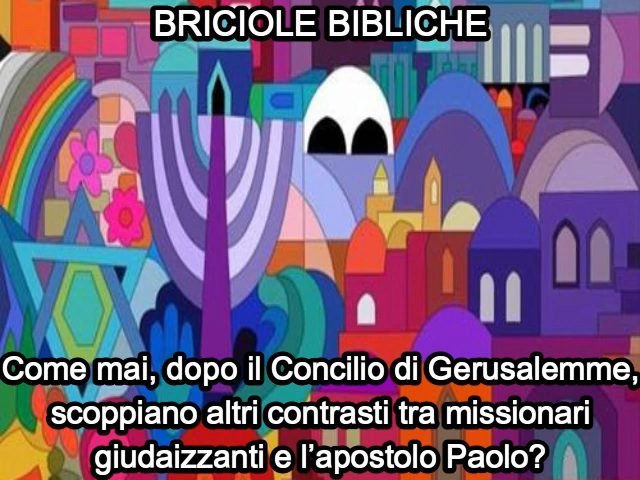 BRICIOLE BIBLICHE
Come mai, dopo il Concilio di Gerusalemme,
scoppiano altri contrasti tra missionari
giudaizzanti e l’apostolo Paolo?